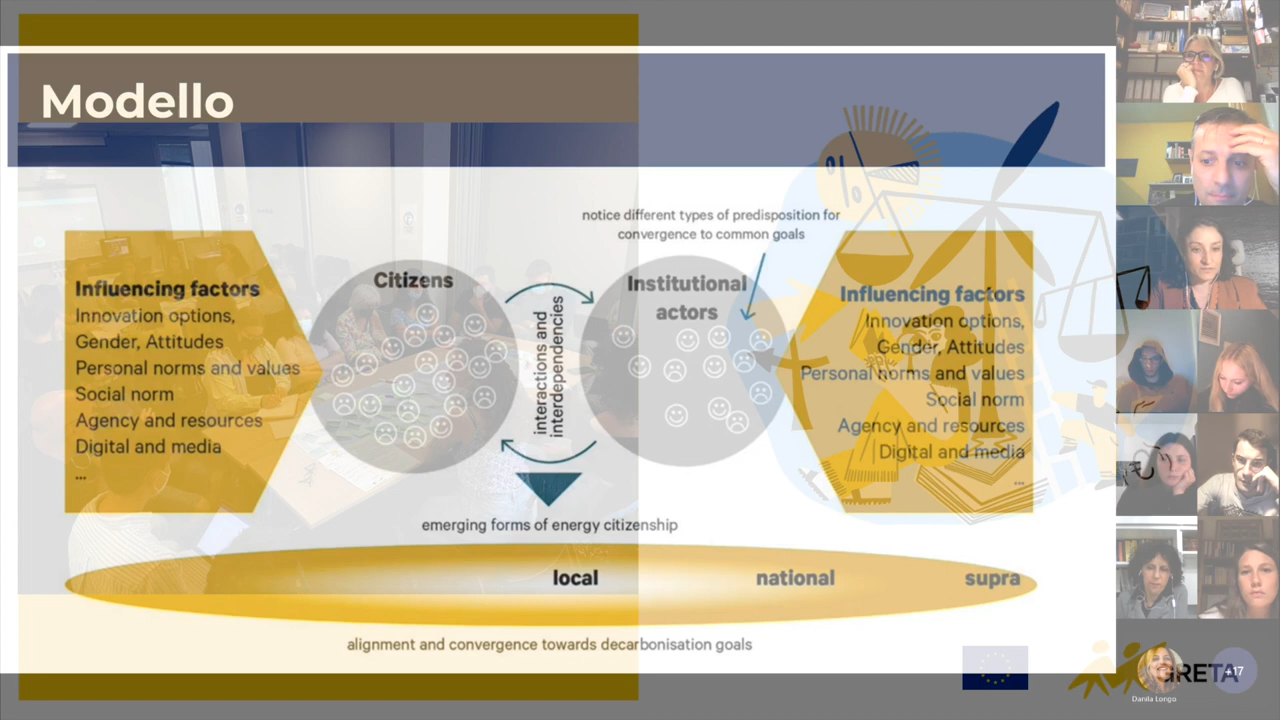 Modello
notice different types of predisposition for
convergence to common goals
Influencing factors
Innovation options,
Gender, Attitudes
Personal norms and values
Social norm
Agency and resources
Digital and media
...
Citizens
interactions and
interdependencies
Institutional
actors
Influencing factors
Innovation options,
Gender, Attitudes
Personal norms and values
Social norm
Agency and resources
Digital and media
...
%
emerging forms of energy citizenship
local national supra
alignment and convergence towards decarbonisation goals
GRETA
+17
Danila Longo